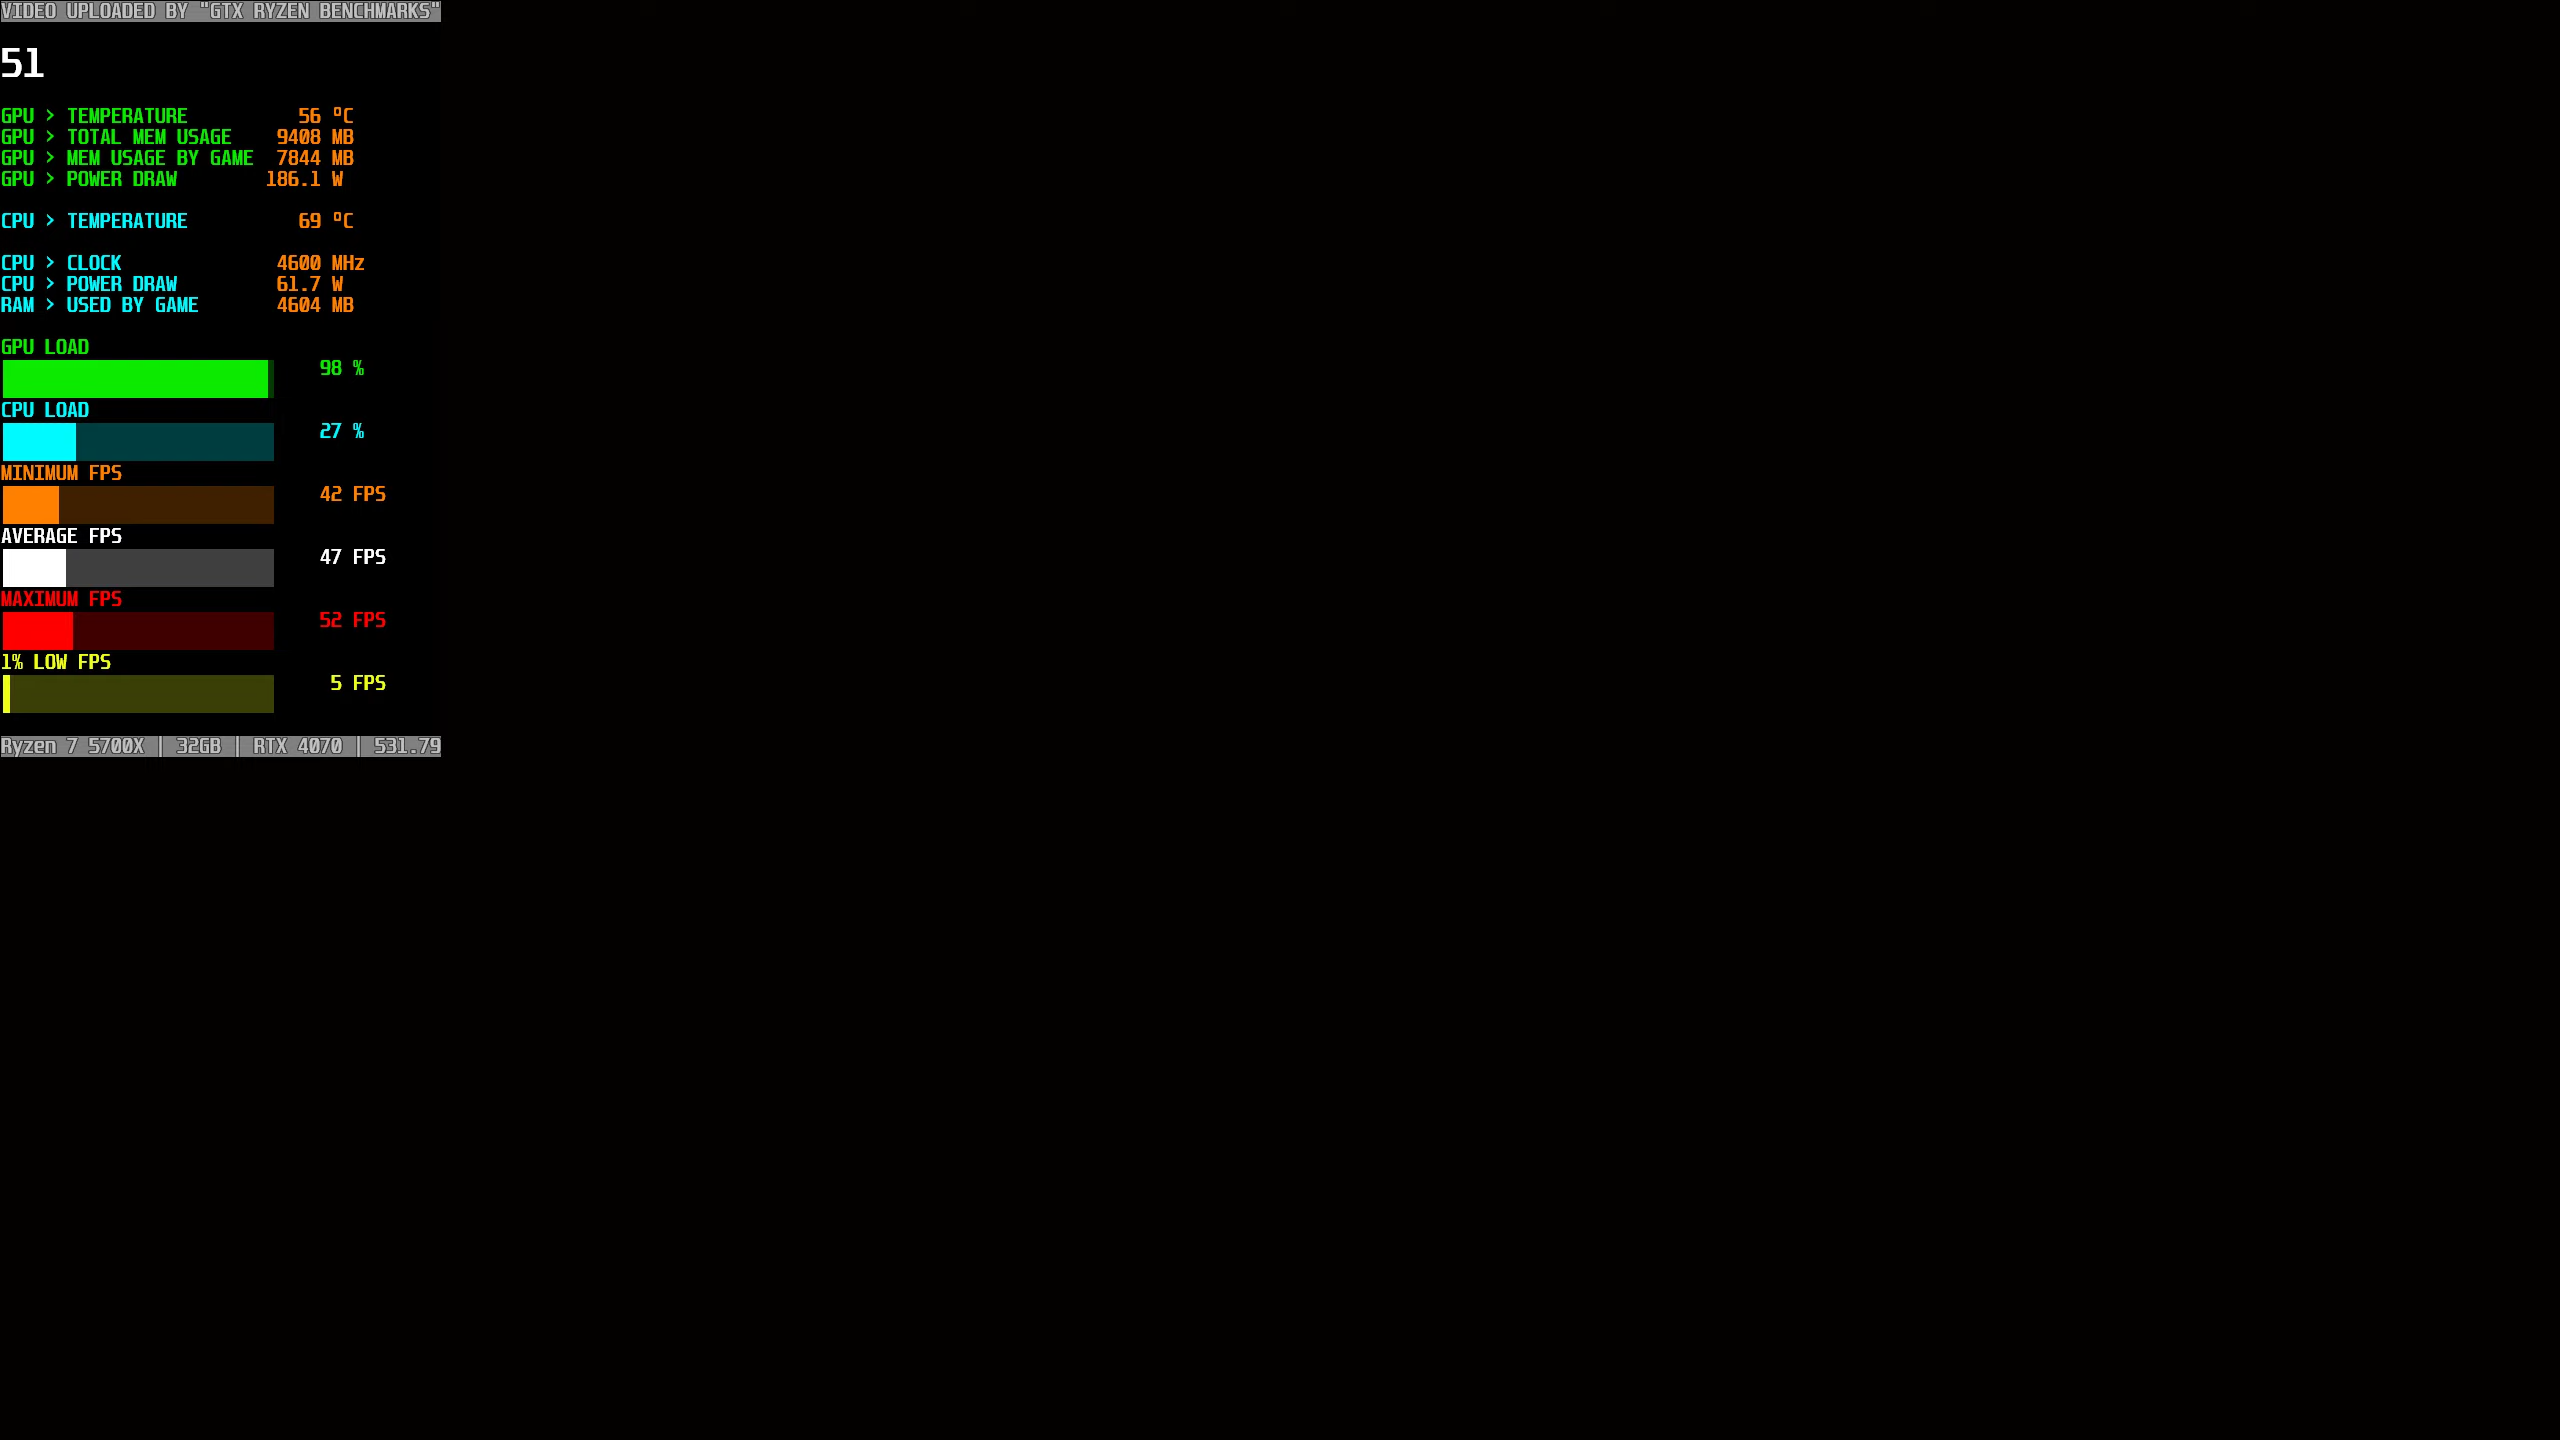 VIDEO UPLOADED BY "GTX RYZEN BENCHMARKS"
51
GPU > TEMPERATURE 56 °C
GPU > TOTAL MEM USAGE 9408 MB
GPU > MEM USAGE BY GAME 7844 MB
GPU > POWER DRAW 186.1 W
CPU > TEMPERATURE 69 °C
CPU > CLOCK 4600 MHz
CPU > POWER DRAW 61.7 W
RAM > USED BY GAME 4604 MB
GPU LOAD
98 %
CPU LOAD
27 %
MINIMUM FPS
42 FPS
AVERAGE FPS
47 FPS
MAXIMUM FPS
52 FPS
1% LOW FPS
5 FPS
Ryzen 7 5700X | 32GB | RTX 4070 | 531.79